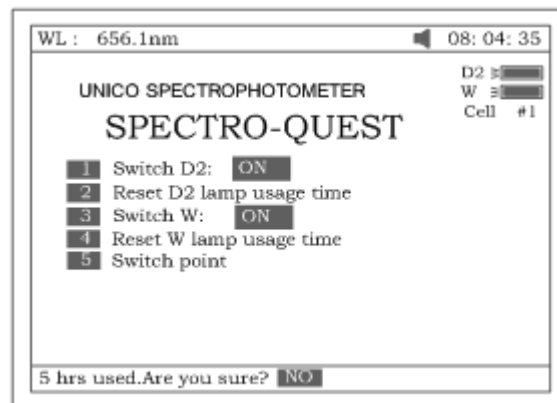 WL : 656.1nm 08: 04: 35
D2
W
Cell #1
UNICO SPECTROPHOTOMETER
SPECTRO-QUEST
1 Switch D2: ON
2 Reset D2 lamp usage time
3 Switch W: ON
4 Reset W lamp usage time
5 Switch point
5 hrs used.Are you sure? NO